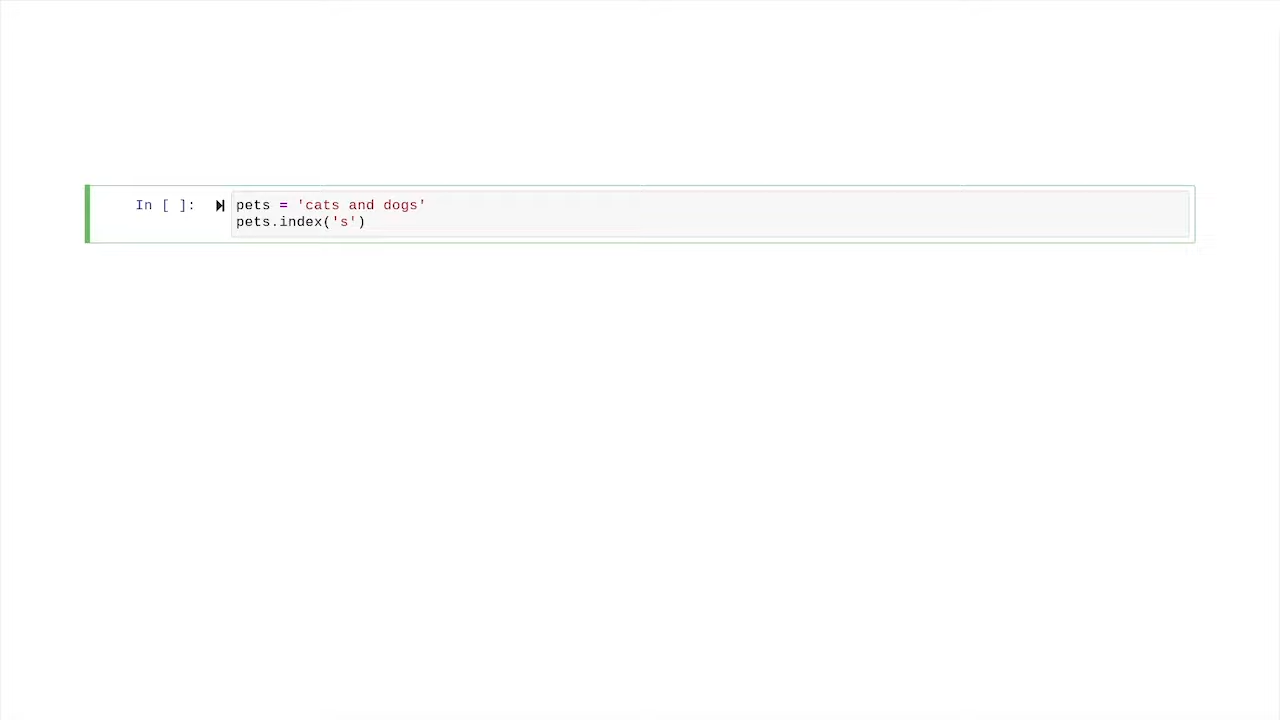 In [ ]: pets = 'cats and dogs'
pets.index('s')